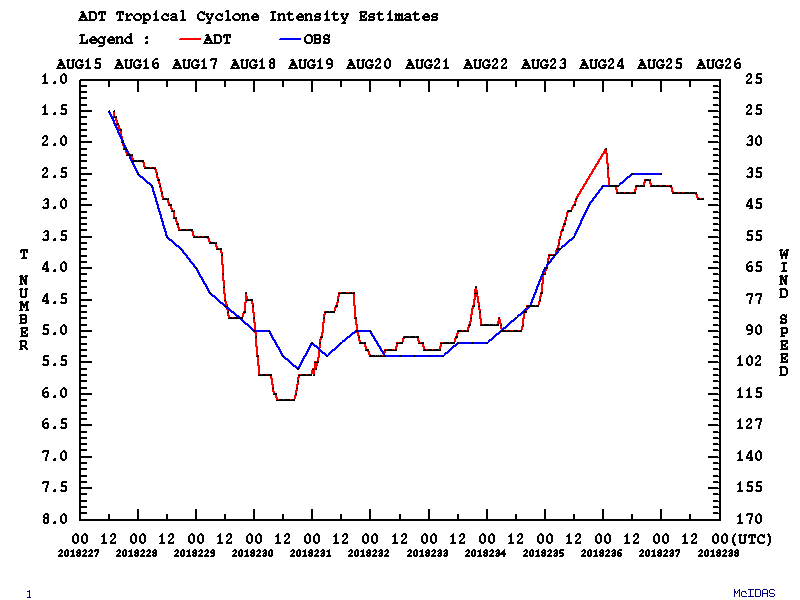 ADT Tropical Cyclone Intensity Estimates
Legend : ADT OBS
AUG15 AUG16 AUG17 AUG18 AUG19 AUG20 AUG21 AUG22 AUG23 AUG24 AUG25 AUG26
1.0 25
1.5 25
2.0 30
2.5 35
3.0 45
3.5 55
4.0 65
4.5 77
5.0 90
5.5 102
6.0 115
6.5 127
7.0 140
7.5 155
8.0 170
T NUMBER
WIND SPEED
00 12 00 12 00 12 00 12 00 12 00 12 00 12 00 12 00 12 00 12 00 12 00 (UTC)
2018227 2018228 2018229 2018230 2018231 2018232 2018233 2018234 2018235 2018236 2018237 2018238
1 McIDAS